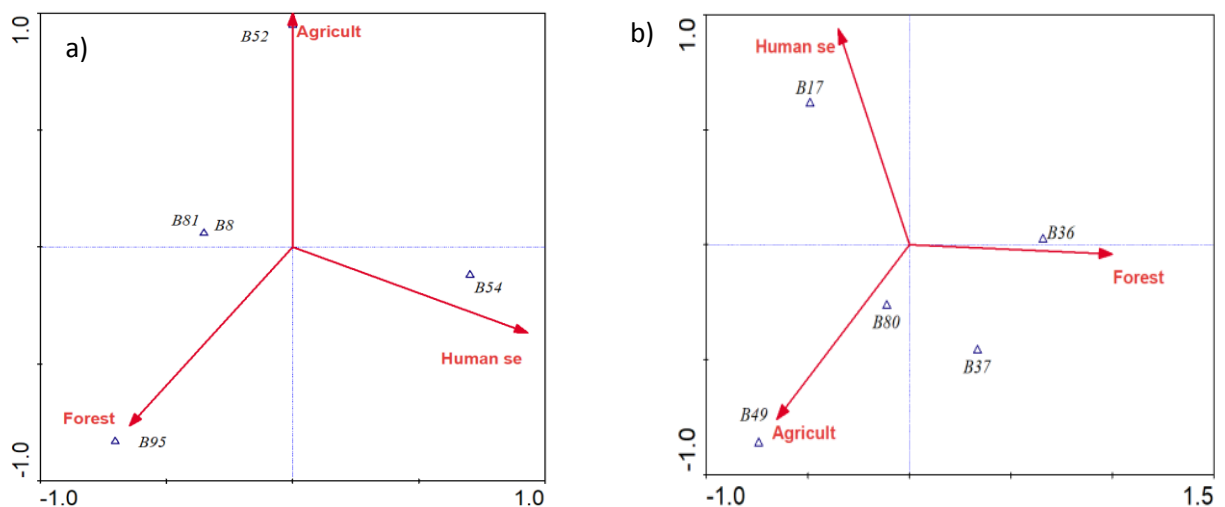 a)
1.0
B52
Agricult
B81
B8
B54
Human se
Forest
B95
-1.0
-1.0
1.0
b)
1.0
Human se
B17
B36
Forest
B80
B37
B49
Agricult
-1.0
-1.0
1.5